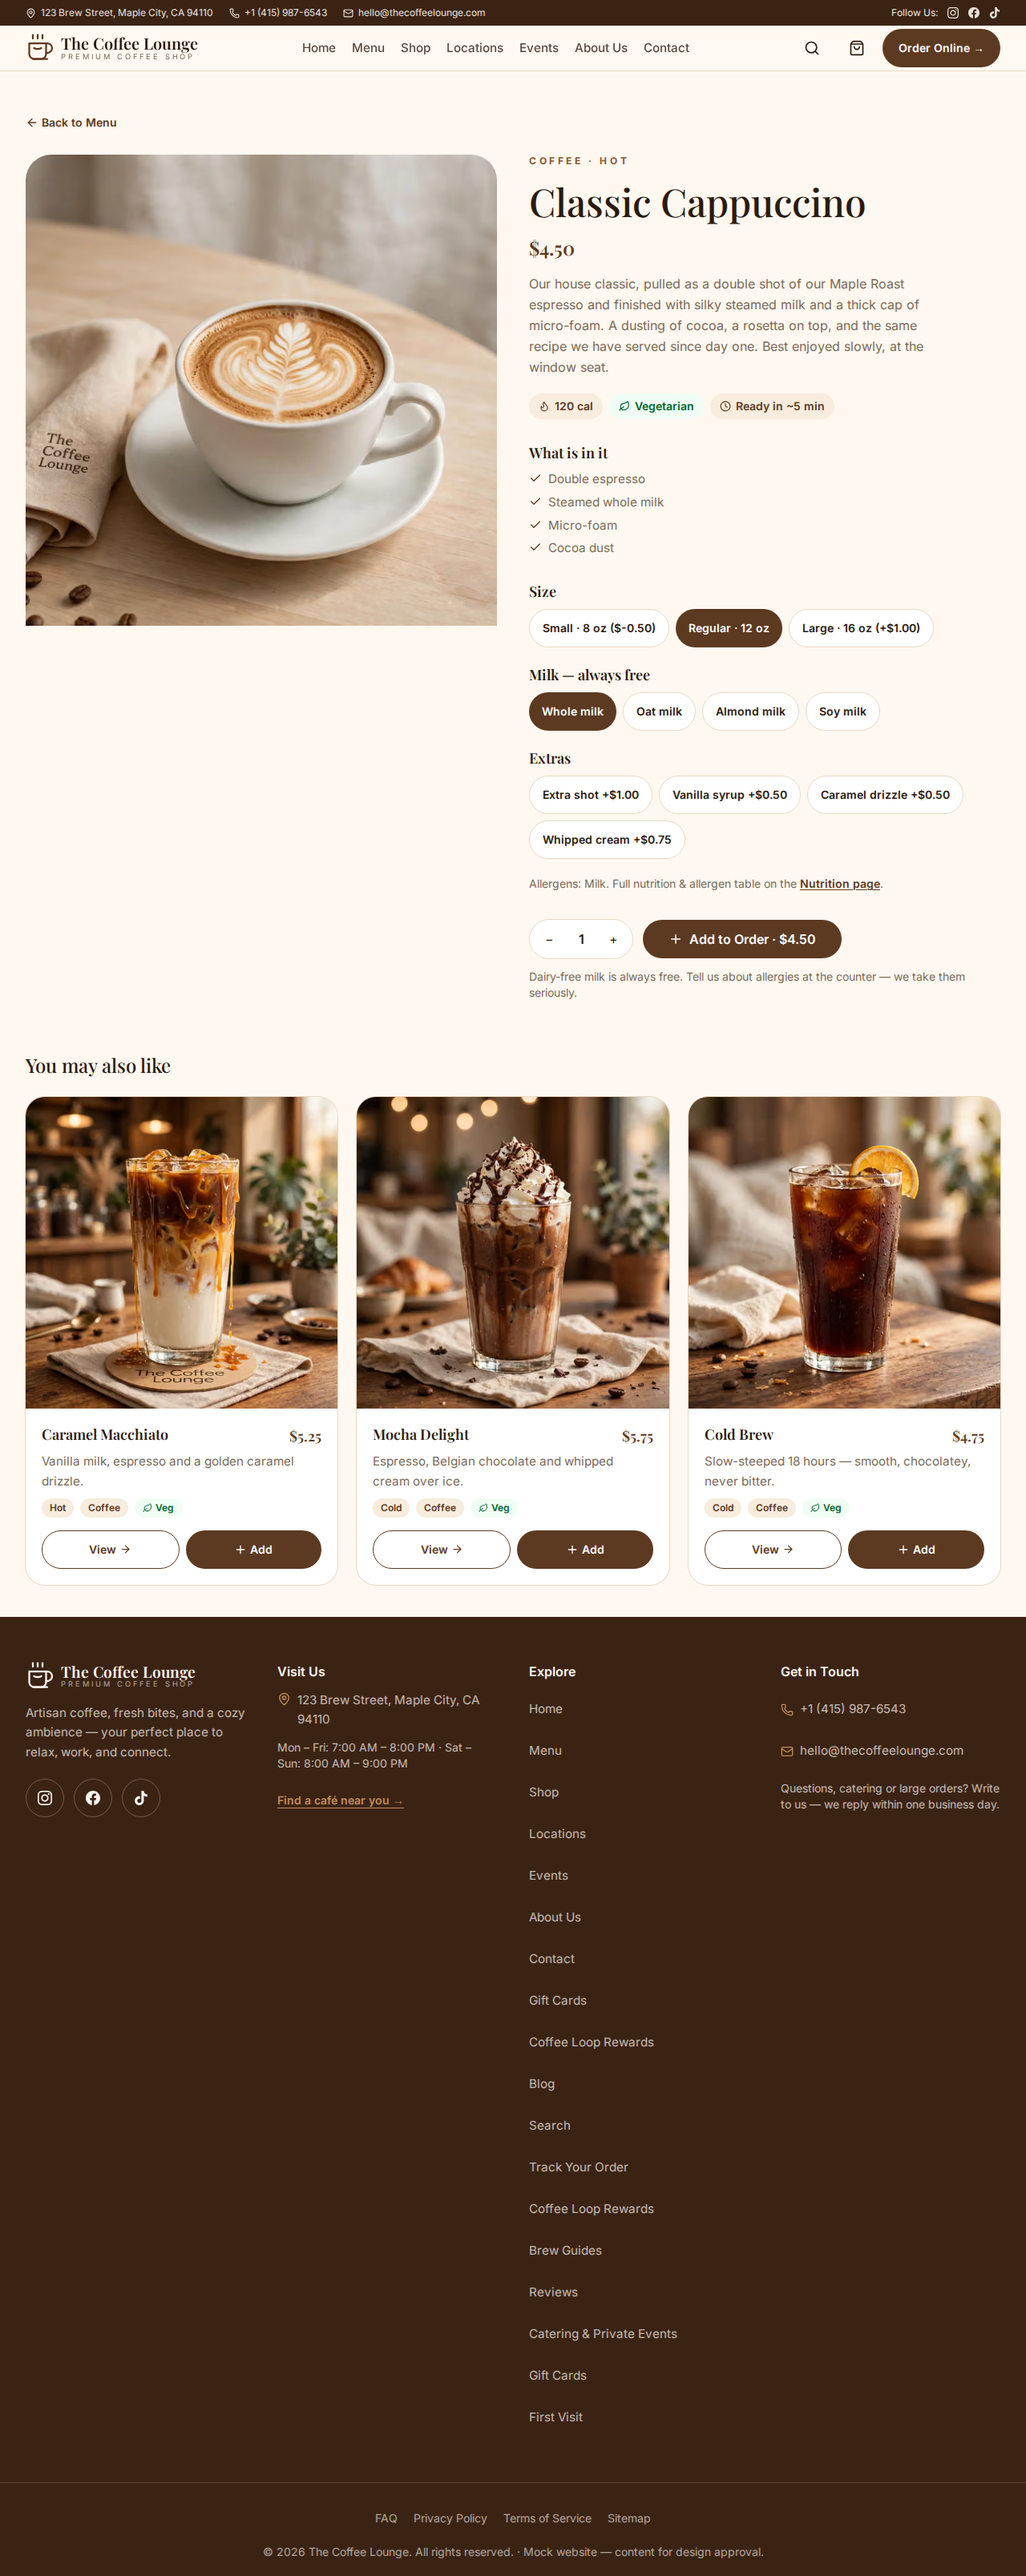 123 Brew Street, Maple City, CA 94110 +1 (415) 987-6543 hello@thecoffeelounge.com Follow Us:
The Coffee Lounge
PREMIUM COFFEE SHOP
Home Menu Shop Locations Events About Us Contact Order Online →
← Back to Menu
The
Coffee
Lounge
COFFEE · HOT
Classic Cappuccino
$4.50
Our house classic, pulled as a double shot of our Maple Roast
espresso and finished with silky steamed milk and a thick cap of
micro-foam. A dusting of cocoa, a rosetta on top, and the same
recipe we have served since day one. Best enjoyed slowly, at the
window seat.
120 cal Vegetarian Ready in ~5 min
What is in it
Double espresso
Steamed whole milk
Micro-foam
Cocoa dust
Size
Small · 8 oz ($-0.50) Regular · 12 oz Large · 16 oz (+$1.00)
Milk — always free
Whole milk Oat milk Almond milk Soy milk
Extras
Extra shot +$1.00 Vanilla syrup +$0.50 Caramel drizzle +$0.50
Whipped cream +$0.75
Allergens: Milk. Full nutrition & allergen table on the Nutrition page.
− 1 + + Add to Order · $4.50
Dairy-free milk is always free. Tell us about allergies at the counter — we take them
seriously.
You may also like
The Coffee
Lounge
Caramel Macchiato $5.25
Vanilla milk, espresso and a golden caramel
drizzle.
Hot Coffee Veg
View → + Add
Mocha Delight $5.75
Espresso, Belgian chocolate and whipped
cream over ice.
Cold Coffee Veg
View → + Add
Cold Brew $4.75
Slow-steeped 18 hours — smooth, chocolatey,
never bitter.
Cold Coffee Veg
View → + Add
The Coffee Lounge
PREMIUM COFFEE SHOP
Artisan coffee, fresh bites, and a cozy
ambience — your perfect place to
relax, work, and connect.
Visit Us
123 Brew Street, Maple City, CA
94110
Mon – Fri: 7:00 AM – 8:00 PM · Sat –
Sun: 8:00 AM – 9:00 PM
Find a café near you →
Explore
Home
Menu
Shop
Locations
Events
About Us
Contact
Gift Cards
Coffee Loop Rewards
Blog
Search
Track Your Order
Coffee Loop Rewards
Brew Guides
Reviews
Catering & Private Events
Gift Cards
First Visit
Get in Touch
+1 (415) 987-6543
hello@thecoffeelounge.com
Questions, catering or large orders? Write
to us — we reply within one business day.
FAQ Privacy Policy Terms of Service Sitemap
© 2026 The Coffee Lounge. All rights reserved. · Mock website — content for design approval.